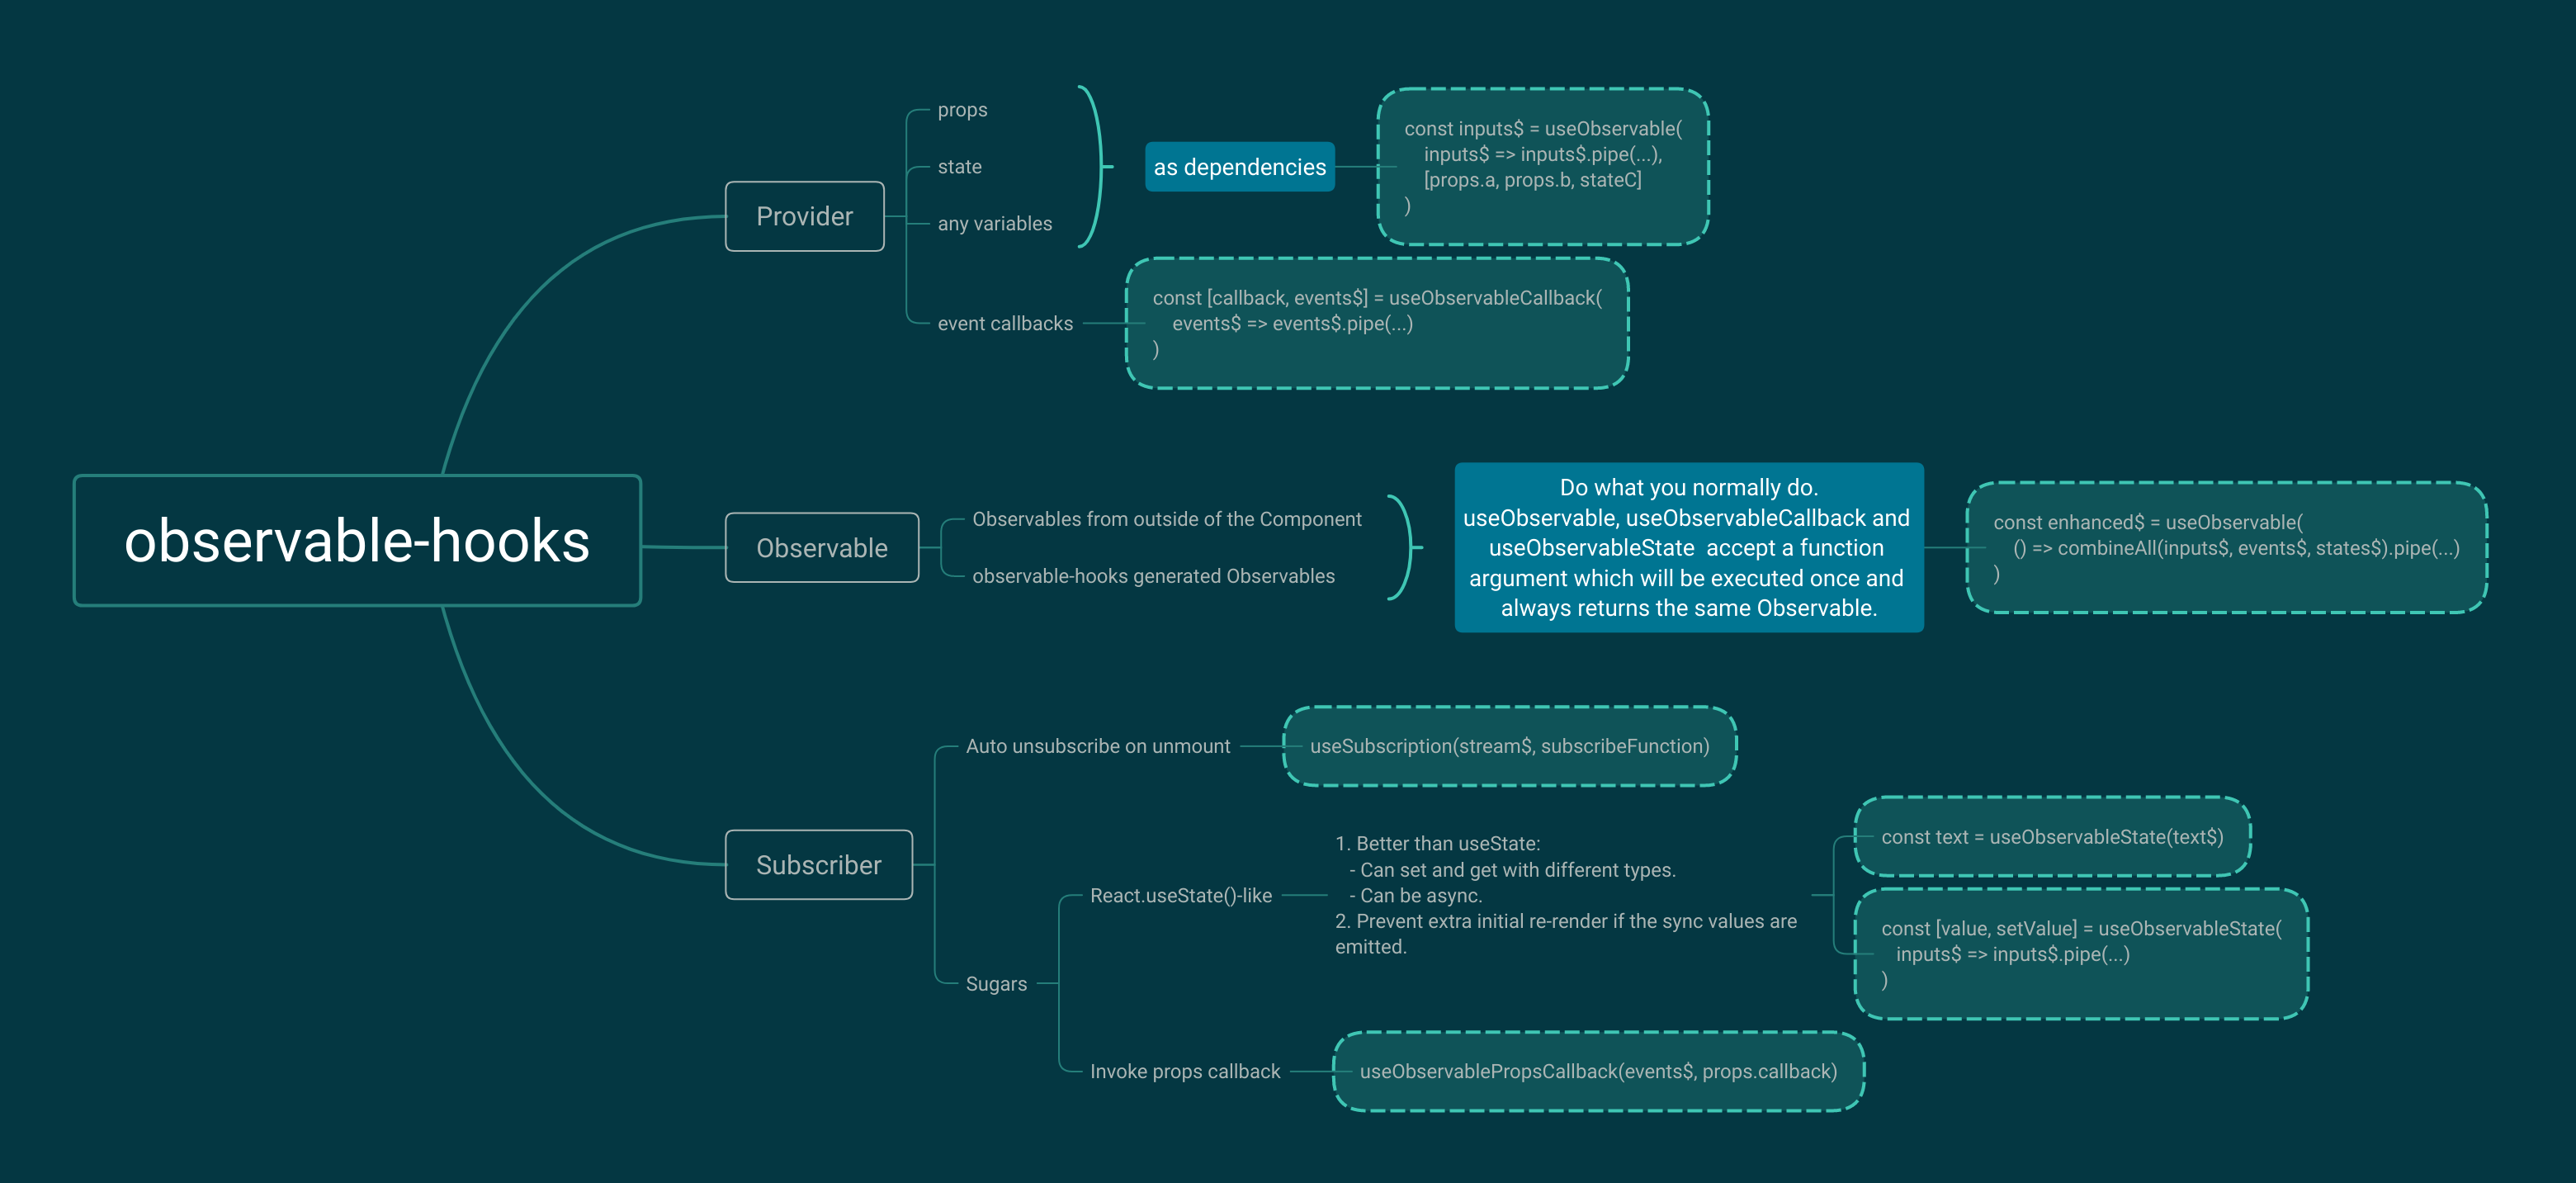 observable-hooks
Provider
props
state
any variables
as dependencies
const inputs$ = useObservable(
inputs$ => inputs$.pipe(...),
[props.a, props.b, stateC]
)
event callbacks
const [callback, events$] = useObservableCallback(
events$ => events$.pipe(...)
)
Observable
Observables from outside of the Component
observable-hooks generated Observables
Do what you normally do.
useObservable, useObservableCallback and
useObservableState  accept a function
argument which will be executed once and
always returns the same Observable.
const enhanced$ = useObservable(
() => combineAll(inputs$, events$, states$).pipe(...)
)
Subscriber
Auto unsubscribe on unmount
useSubscription(stream$, subscribeFunction)
Sugars
React.useState()-like
1. Better than useState:
- Can set and get with different types.
- Can be async.
2. Prevent extra initial re-render if the sync values are
emitted.
const text = useObservableState(text$)
const [value, setValue] = useObservableState(
inputs$ => inputs$.pipe(...)
)
Invoke props callback
useObservablePropsCallback(events$, props.callback)